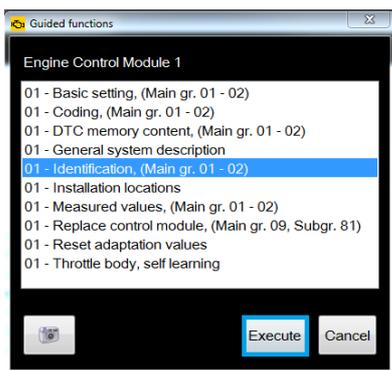 Guided functions
Engine Control Module 1
01 - Basic setting, (Main gr. 01 - 02)
01 - Coding, (Main gr. 01 - 02)
01 - DTC memory content, (Main gr. 01 - 02)
01 - General system description
01 - Identification, (Main gr. 01 - 02)
01 - Installation locations
01 - Measured values, (Main gr. 01 - 02)
01 - Replace control module, (Main gr. 09, Subgr. 81)
01 - Reset adaptation values
01 - Throttle body, self learning
Execute Cancel